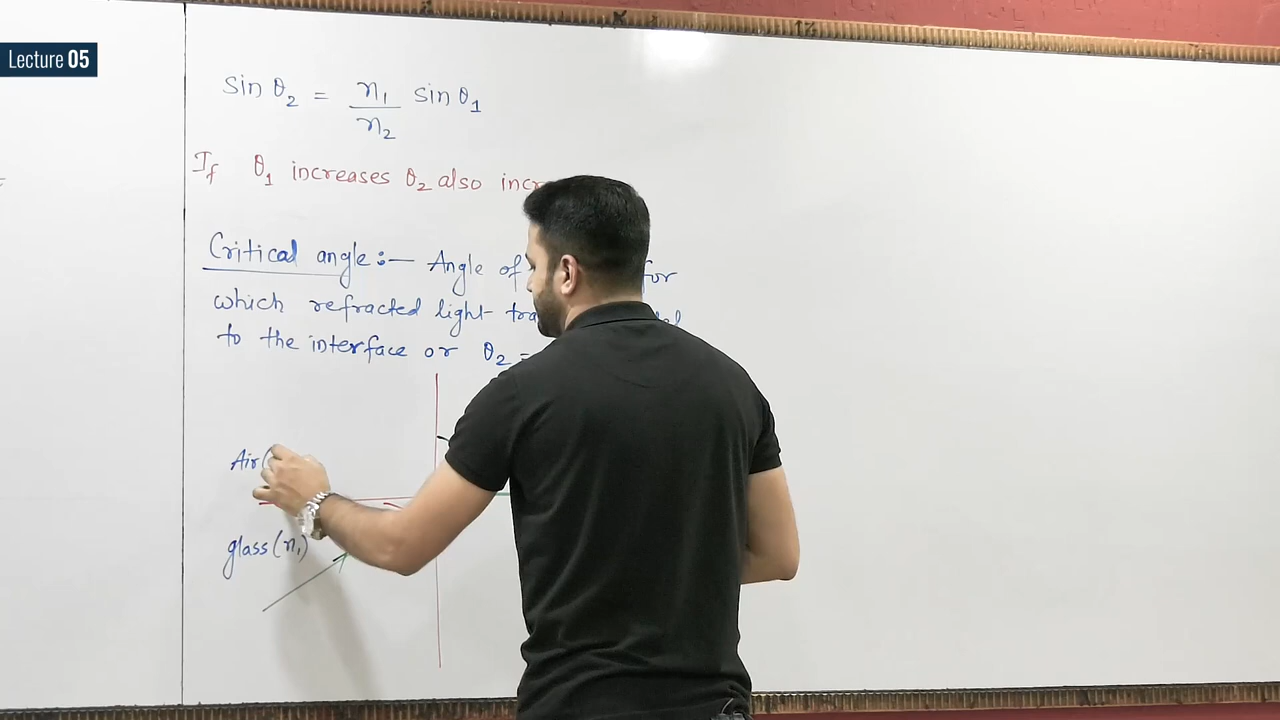 Lecture 05
sin θ₂ = n₁/n₂ sin θ₁
If θ₁ increases θ₂ also
Critical angle :— Angle of for
which refracted light
to the interface or θ₂ =
Air(
glass(n₁)